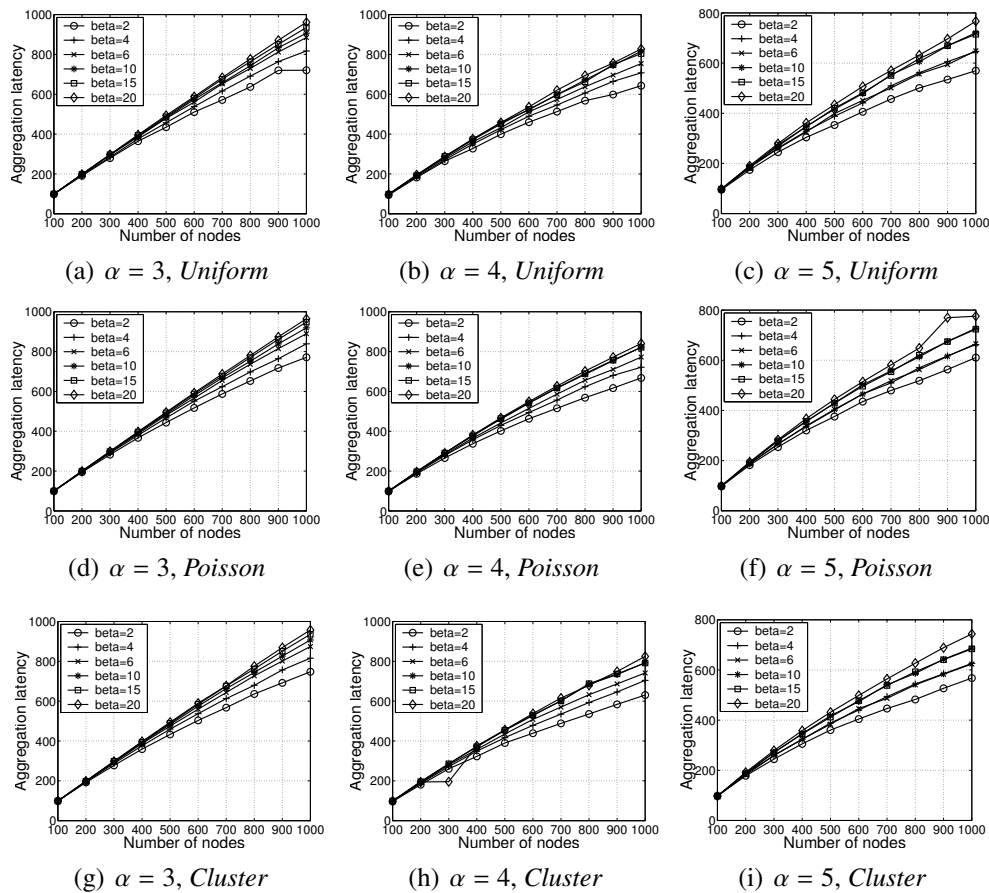 Aggregation latency
1000
800
600
400
200
0
beta=2
beta=4
beta=6
beta=10
beta=15
beta=20
100 200 300 400 500 600 700 800 900 1000
Number of nodes
(a) α = 3, Uniform
Aggregation latency
1000
800
600
400
200
0
beta=2
beta=4
beta=6
beta=10
beta=15
beta=20
100 200 300 400 500 600 700 800 900 1000
Number of nodes
(b) α = 4, Uniform
Aggregation latency
800
600
400
200
0
beta=2
beta=4
beta=6
beta=10
beta=15
beta=20
100 200 300 400 500 600 700 800 900 1000
Number of nodes
(c) α = 5, Uniform
Aggregation latency
1000
800
600
400
200
0
beta=2
beta=4
beta=6
beta=10
beta=15
beta=20
100 200 300 400 500 600 700 800 900 1000
Number of nodes
(d) α = 3, Poisson
Aggregation latency
1000
800
600
400
200
0
beta=2
beta=4
beta=6
beta=10
beta=15
beta=20
100 200 300 400 500 600 700 800 900 1000
Number of nodes
(e) α = 4, Poisson
Aggregation latency
800
600
400
200
0
beta=2
beta=4
beta=6
beta=10
beta=15
beta=20
100 200 300 400 500 600 700 800 900 1000
Number of nodes
(f) α = 5, Poisson
Aggregation latency
1000
800
600
400
200
0
beta=2
beta=4
beta=6
beta=10
beta=15
beta=20
100 200 300 400 500 600 700 800 900 1000
Number of nodes
(g) α = 3, Cluster
Aggregation latency
1000
800
600
400
200
0
beta=2
beta=4
beta=6
beta=10
beta=15
beta=20
100 200 300 400 500 600 700 800 900 1000
Number of nodes
(h) α = 4, Cluster
Aggregation latency
800
600
400
200
0
beta=2
beta=4
beta=6
beta=10
beta=15
beta=20
100 200 300 400 500 600 700 800 900 1000
Number of nodes
(i) α = 5, Cluster